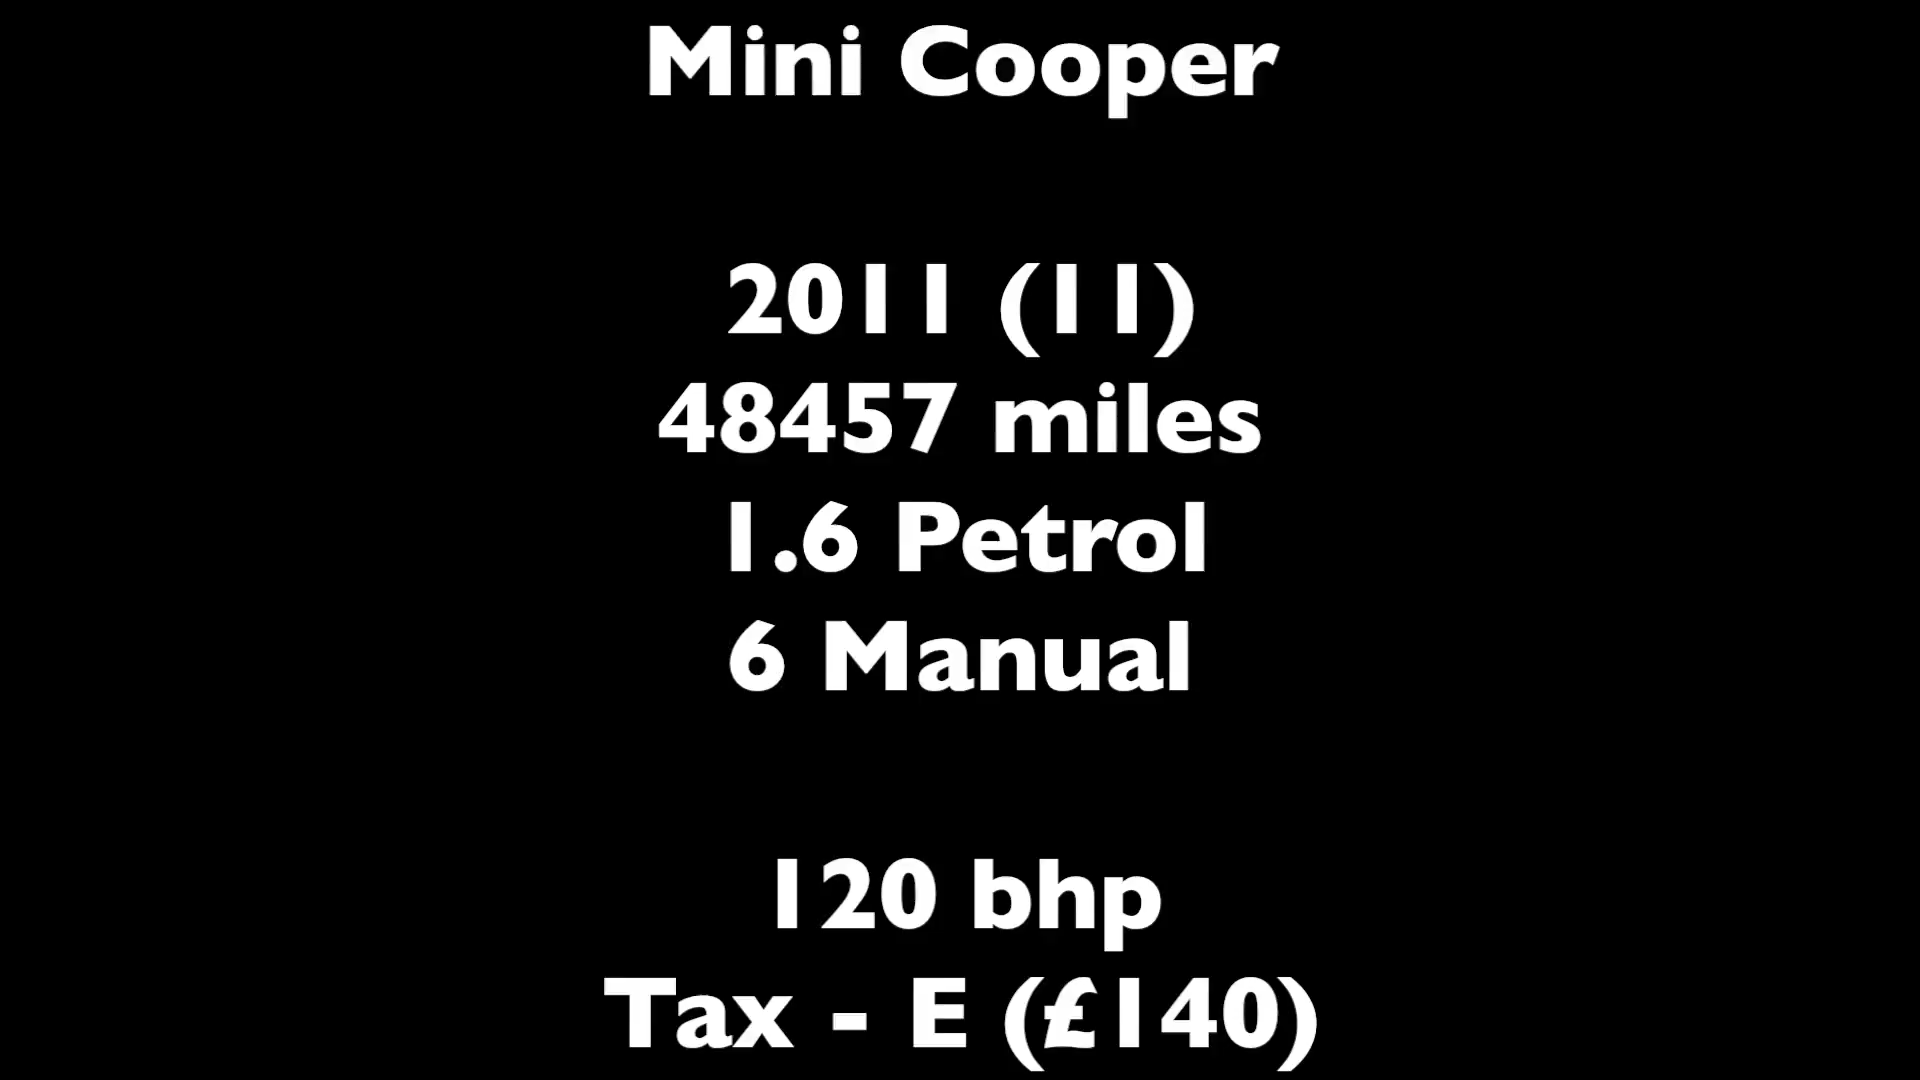 Mini Cooper
2011 (11)
48457 miles
1.6 Petrol
6 Manual
120 bhp
Tax - E (£140)